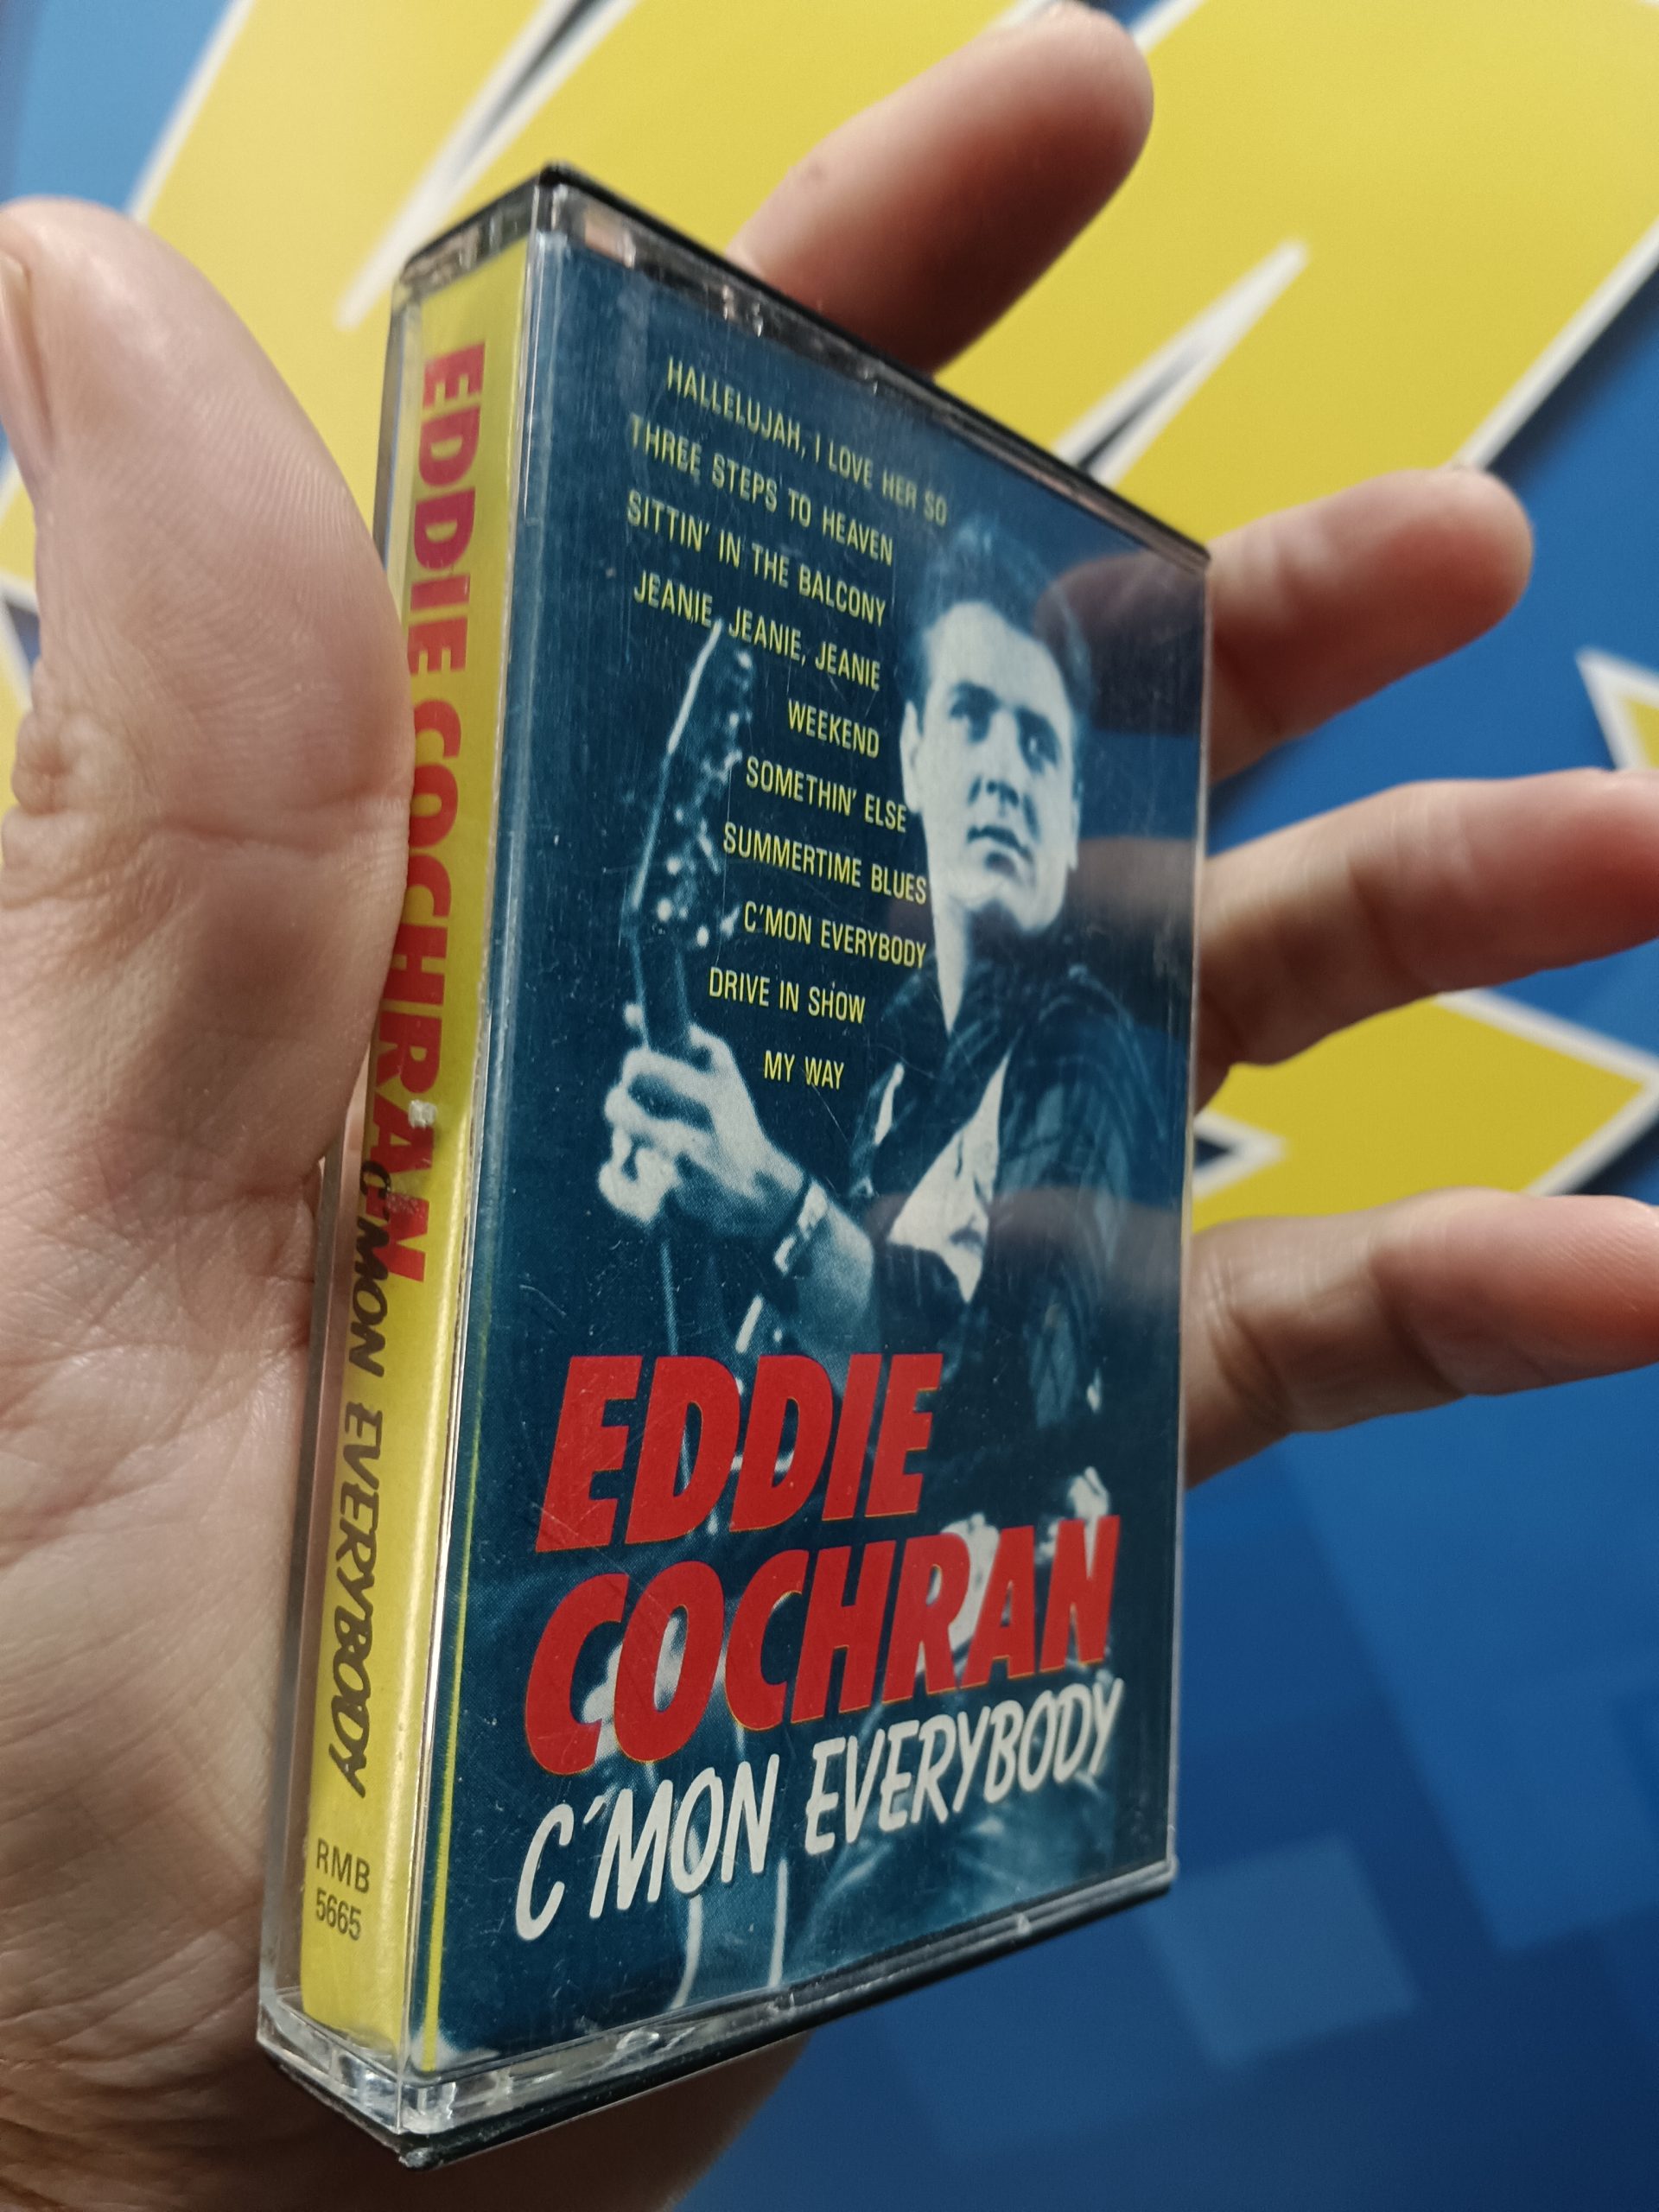 EDDIE COCHRAN
C'MON EVERYBODY
RMB
5665
HALLELUJAH, I LOVE HER SO
THREE STEPS TO HEAVEN
SITTIN' IN THE BALCONY
JEANIE, JEANIE, JEANIE
WEEKEND
SOMETHIN' ELSE
SUMMERTIME BLUES
C'MON EVERYBODY
DRIVE IN SHOW
MY WAY
EDDIE
COCHRAN
C'MON EVERYBODY